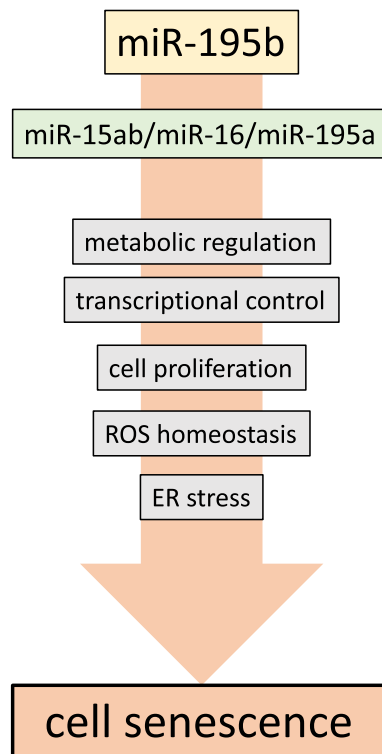 miR-195b
miR-15ab/miR-16/miR-195a
metabolic regulation
transcriptional control
cell proliferation
ROS homeostasis
ER stress
cell senescence